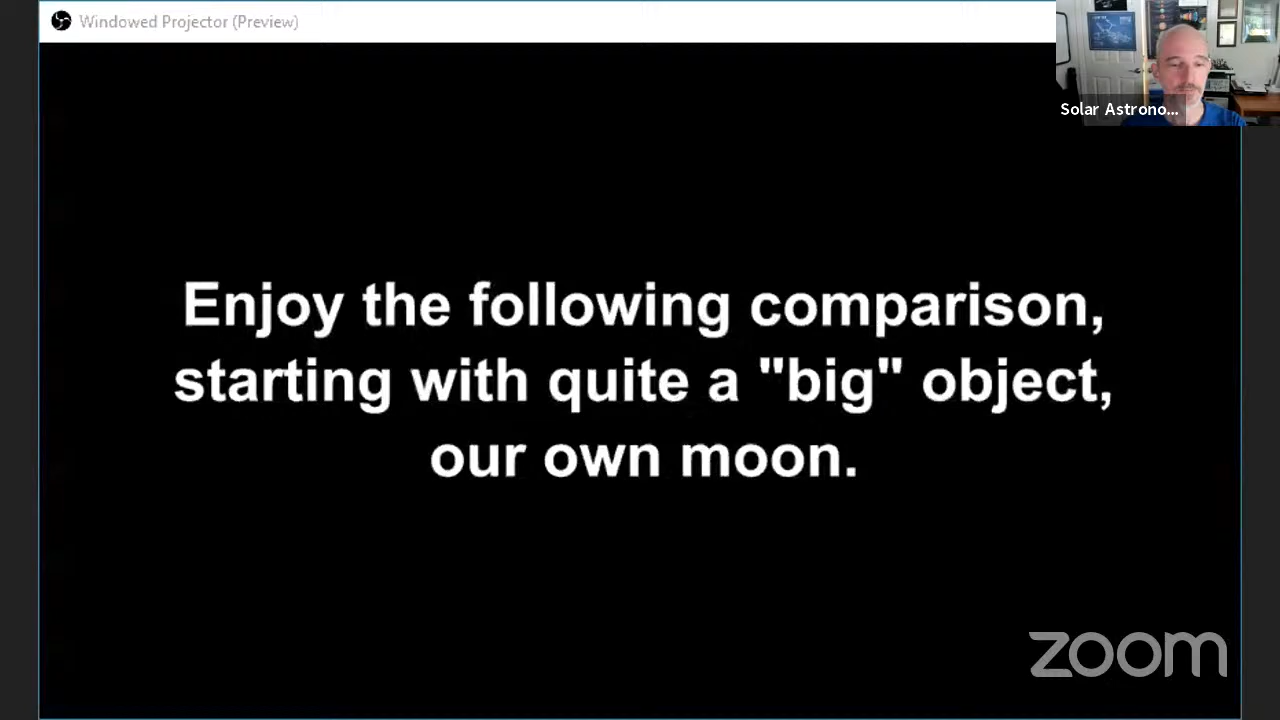 Windowed Projector (Preview)
Solar Astrono...
Enjoy the following comparison,
starting with quite a "big" object,
our own moon.
zoom